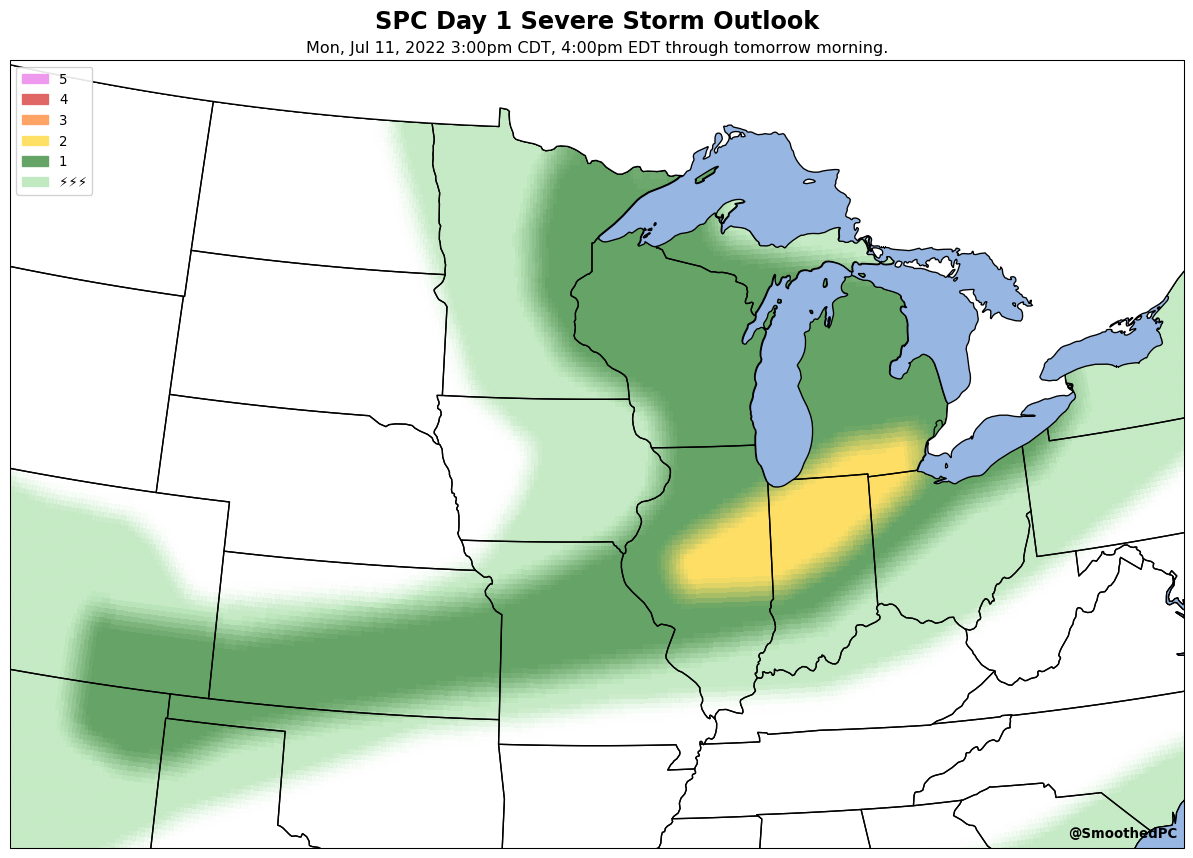 SPC Day 1 Severe Storm Outlook
Mon, Jul 11, 2022 3:00pm CDT, 4:00pm EDT through tomorrow morning.
5
4
3
2
1
⚡⚡⚡
@SmoothedPC